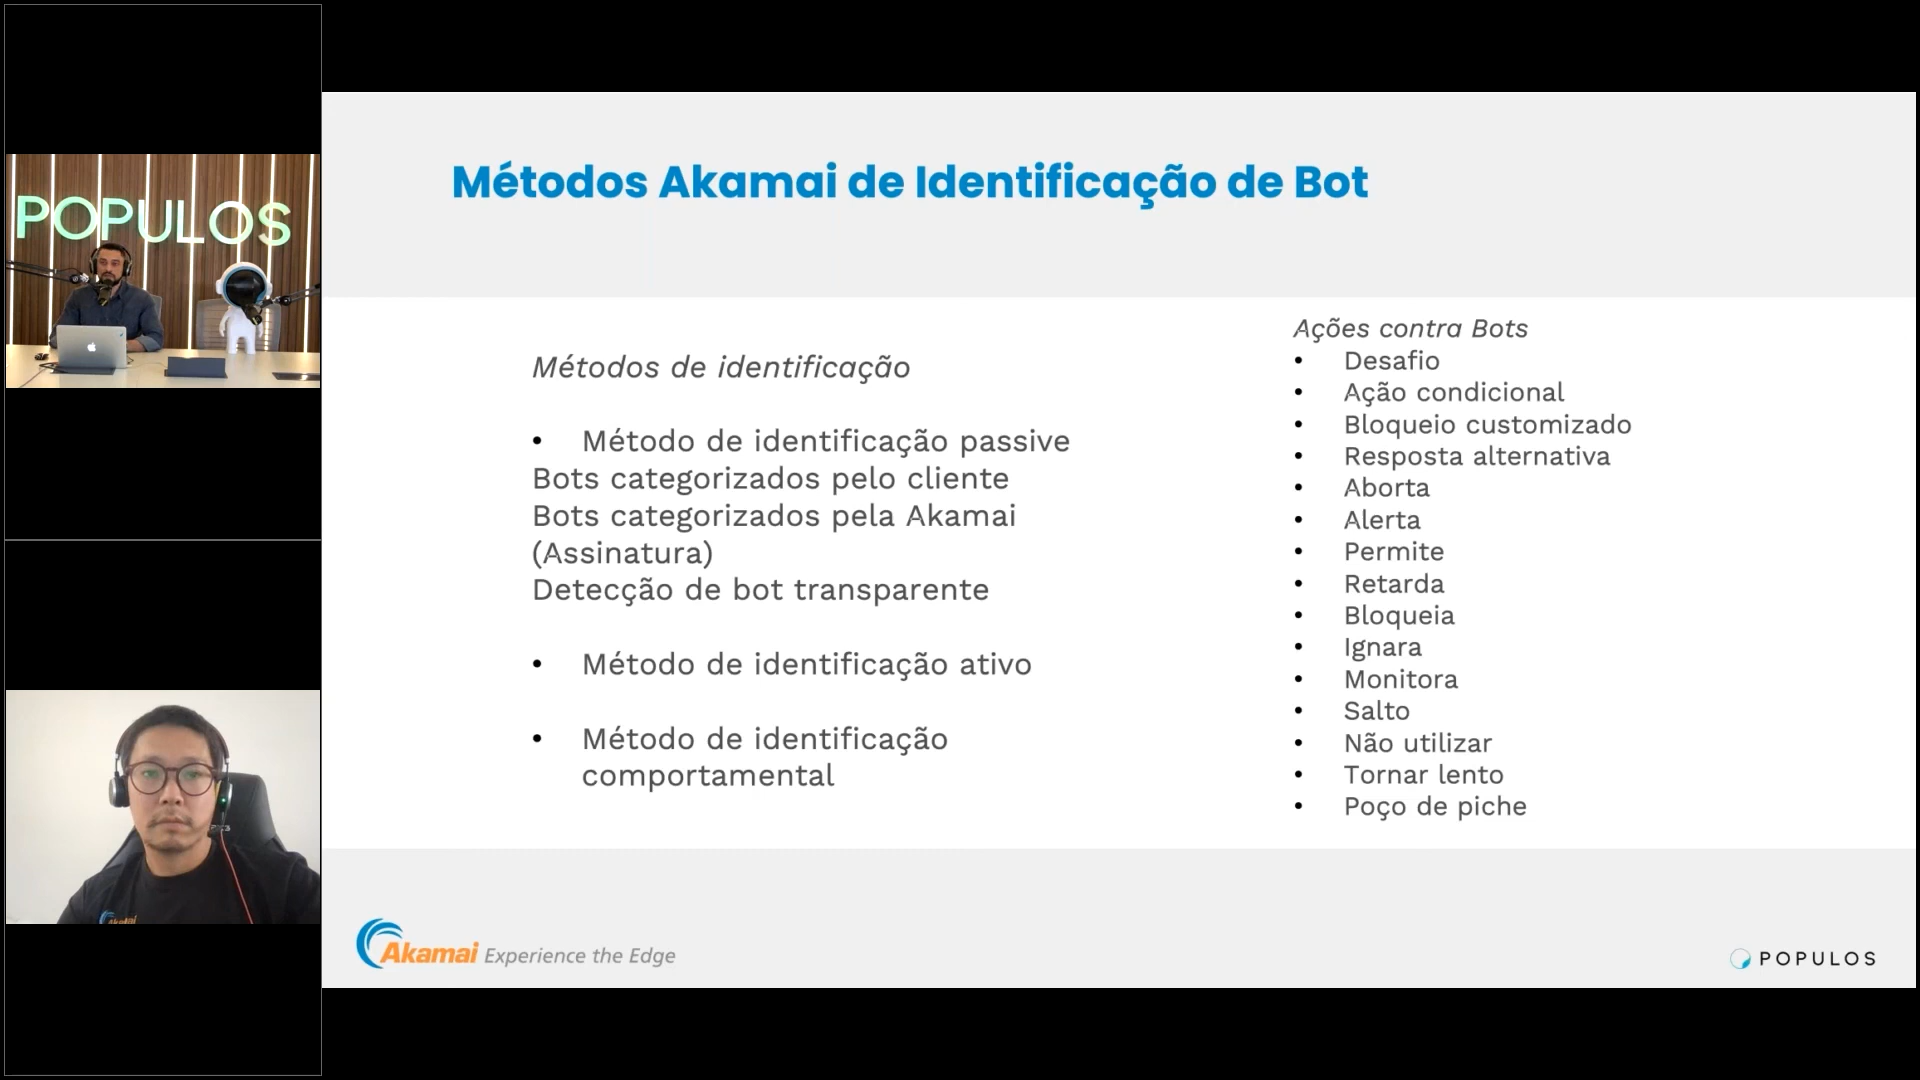 POPULOS
Métodos Akamai de Identificação de Bot
Métodos de identificação
• Método de identificação passive
Bots categorizados pelo cliente
Bots categorizados pela Akamai
(Assinatura)
Detecção de bot transparente
• Método de identificação ativo
• Método de identificação
comportamental
Ações contra Bots
• Desafio
• Ação condicional
• Bloqueio customizado
• Resposta alternativa
• Aborta
• Alerta
• Permite
• Retarda
• Bloqueia
• Ignara
• Monitora
• Salto
• Não utilizar
• Tornar lento
• Poço de piche
Akamai Experience the Edge
POPULOS